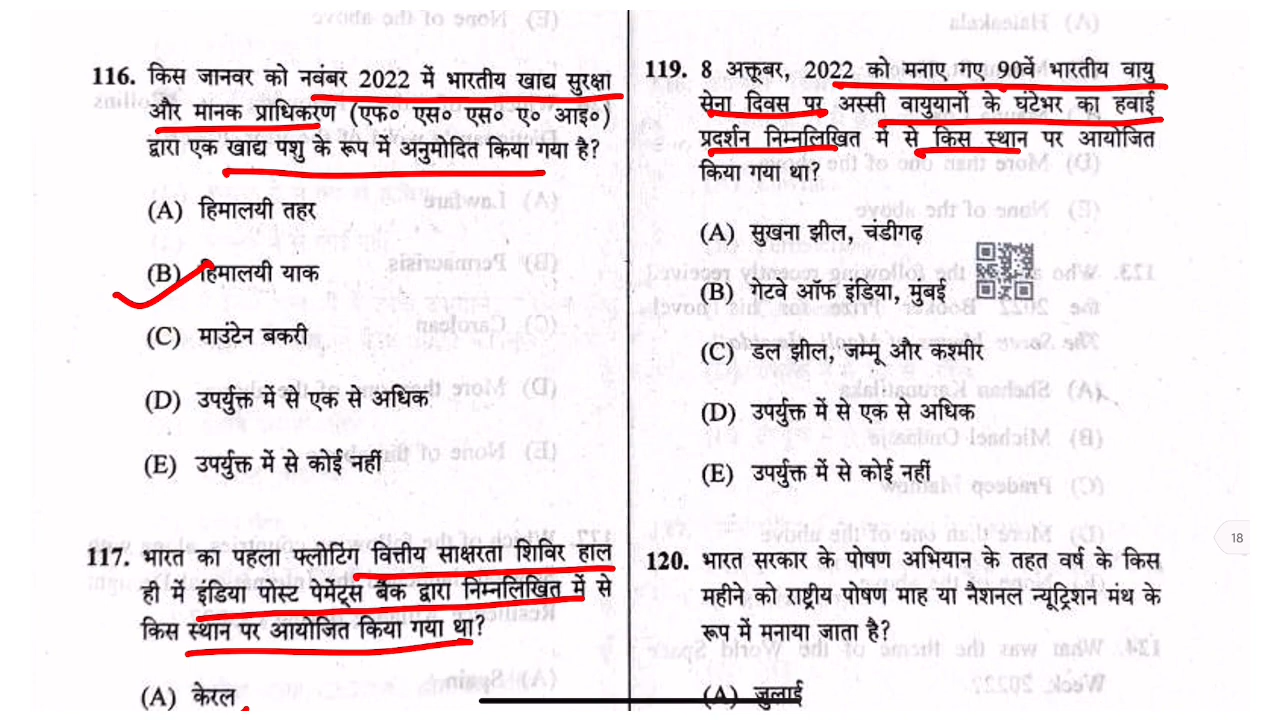 116. किस जानवर को नवंबर 2022 में भारतीय खाद्य सुरक्षा
और मानक प्राधिकरण (एफ० एस० एस० ए० आइ०)
द्वारा एक खाद्य पशु के रूप में अनुमोदित किया गया है?
(A) हिमालयी तहर
(B) हिमालयी याक
(C) माउंटेन बकरी
(D) उपर्युक्त में से एक से अधिक
(E) उपर्युक्त में से कोई नहीं
117. भारत का पहला फ्लोटिंग वित्तीय साक्षरता शिविर हाल
ही में इंडिया पोस्ट पेमेंट्स बैंक द्वारा निम्नलिखित में से
किस स्थान पर आयोजित किया गया था?
(A) केरल
119. 8 अक्तूबर, 2022 को मनाए गए 90वें भारतीय वायु
सेना दिवस पर अस्सी वायुयानों के घंटेभर का हवाई
प्रदर्शन निम्नलिखित में से किस स्थान पर आयोजित
किया गया था?
(A) सुखना झील, चंडीगढ़
(B) गेटवे ऑफ इंडिया, मुंबई
(C) डल झील, जम्मू और कश्मीर
(D) उपर्युक्त में से एक से अधिक
(E) उपर्युक्त में से कोई नहीं
120. भारत सरकार के पोषण अभियान के तहत वर्ष के किस
महीने को राष्ट्रीय पोषण माह या नैशनल न्यूट्रिशन मंथ के
रूप में मनाया जाता है?
(A) जुलाई
18